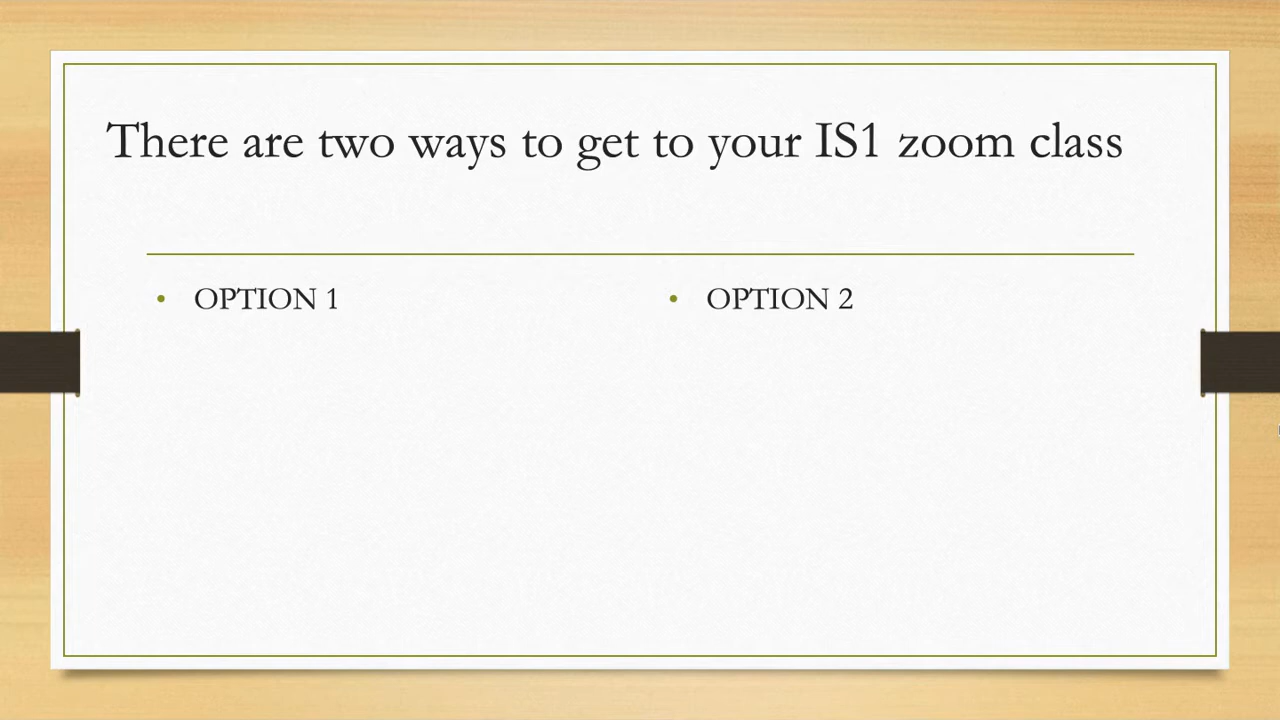 There are two ways to get to your IS1 zoom class
• OPTION 1
• OPTION 2